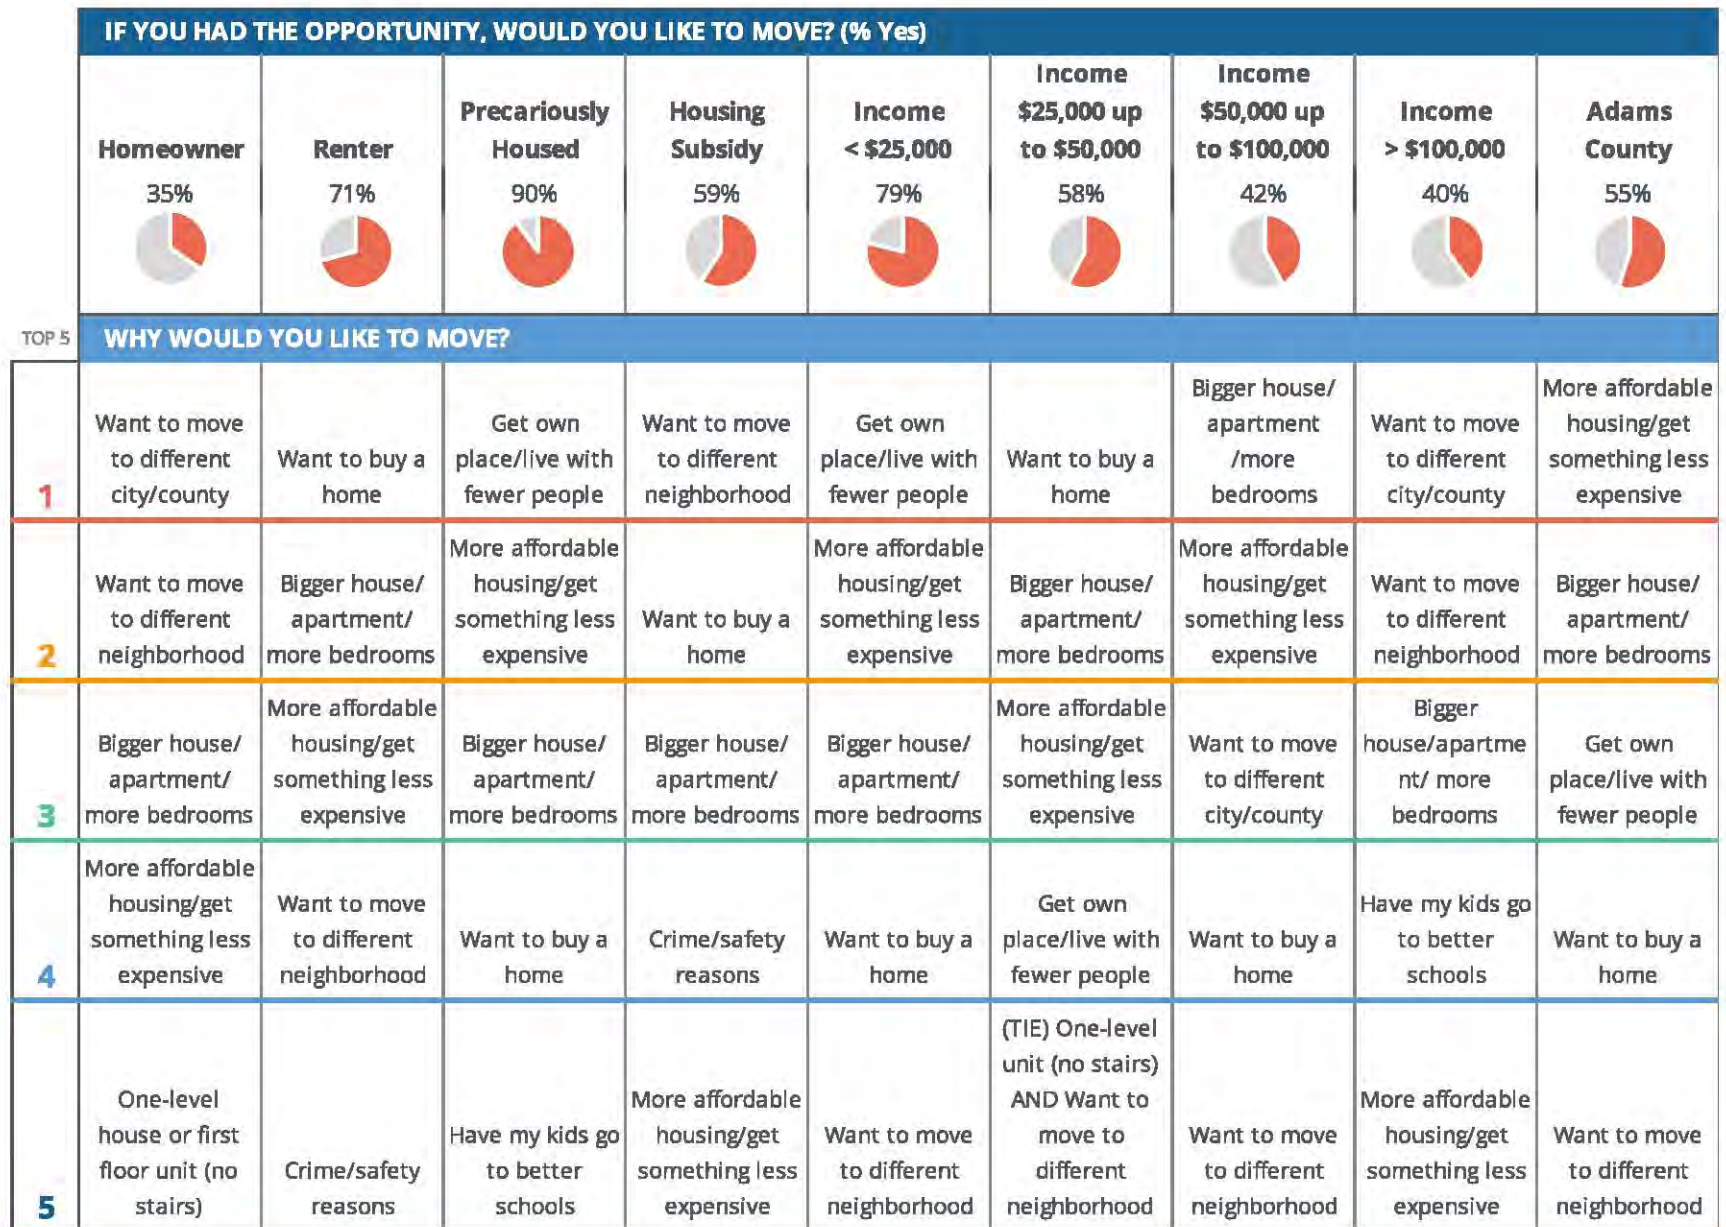 IF YOU HAD THE OPPORTUNITY, WOULD YOU LIKE TO MOVE? (% Yes)
Homeowner
35%
Renter
71%
Precariously
Housed
90%
Housing
Subsidy
59%
Income
< $25,000
79%
Income
$25,000 up
to $50,000
58%
Income
$50,000 up
to $100,000
42%
Income
> $100,000
40%
Adams
County
55%
TOP 5
WHY WOULD YOU LIKE TO MOVE?
1
Want to move
to different
city/county
Want to buy a
home
Get own
place/live with
fewer people
Want to move
to different
neighborhood
Get own
place/live with
fewer people
Want to buy a
home
Bigger house/
apartment
/more
bedrooms
Want to move
to different
city/county
More affordable
housing/get
something less
expensive
2
Want to move
to different
neighborhood
Bigger house/
apartment/
more bedrooms
More affordable
housing/get
something less
expensive
Want to buy a
home
More affordable
housing/get
something less
expensive
Bigger house/
apartment/
more bedrooms
More affordable
housing/get
something less
expensive
Want to move
to different
neighborhood
Bigger house/
apartment/
more bedrooms
3
Bigger house/
apartment/
more bedrooms
More affordable
housing/get
something less
expensive
Bigger house/
apartment/
more bedrooms
Bigger house/
apartment/
more bedrooms
Bigger house/
apartment/
more bedrooms
More affordable
housing/get
something less
expensive
Want to move
to different
city/county
Bigger
house/apartme
nt/ more
bedrooms
Get own
place/live with
fewer people
4
More affordable
housing/get
something less
expensive
Want to move
to different
neighborhood
Want to buy a
home
Crime/safety
reasons
Want to buy a
home
Get own
place/live with
fewer people
Want to buy a
home
Have my kids go
to better
schools
Want to buy a
home
5
One-level
house or first
floor unit (no
stairs)
Crime/safety
reasons
Have my kids go
to better
schools
More affordable
housing/get
something less
expensive
Want to move
to different
neighborhood
(TIE) One-level
unit (no stairs)
AND Want to
move to
different
neighborhood
Want to move
to different
neighborhood
More affordable
housing/get
something less
expensive
Want to move
to different
neighborhood